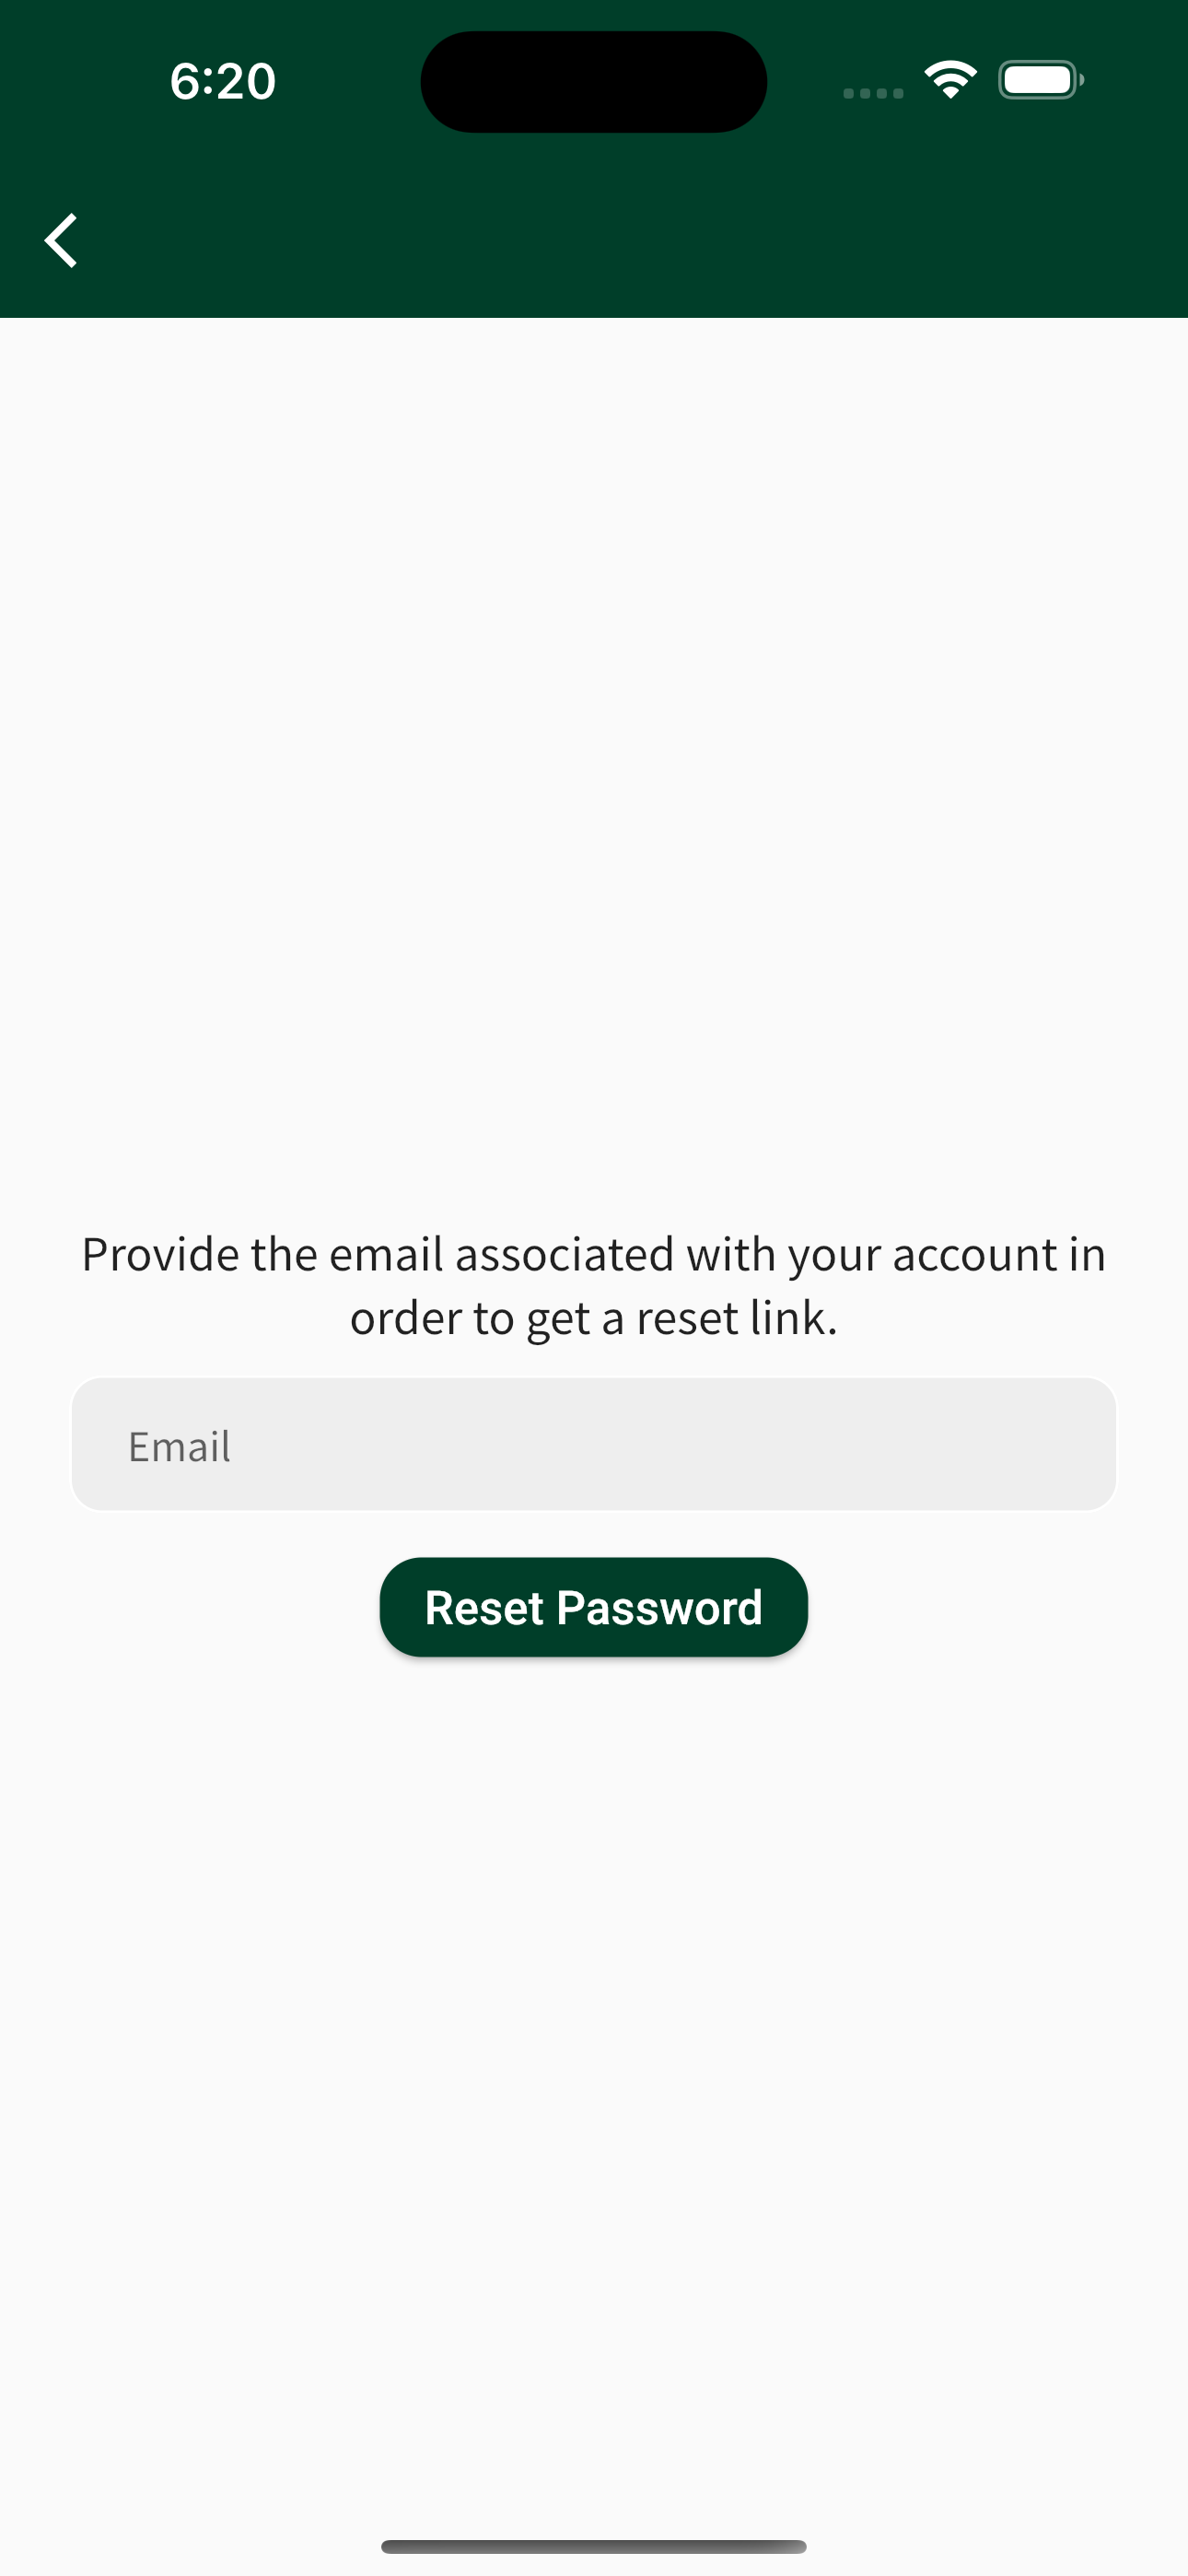 6:20
Provide the email associated with your account in
order to get a reset link.
Email
Reset Password